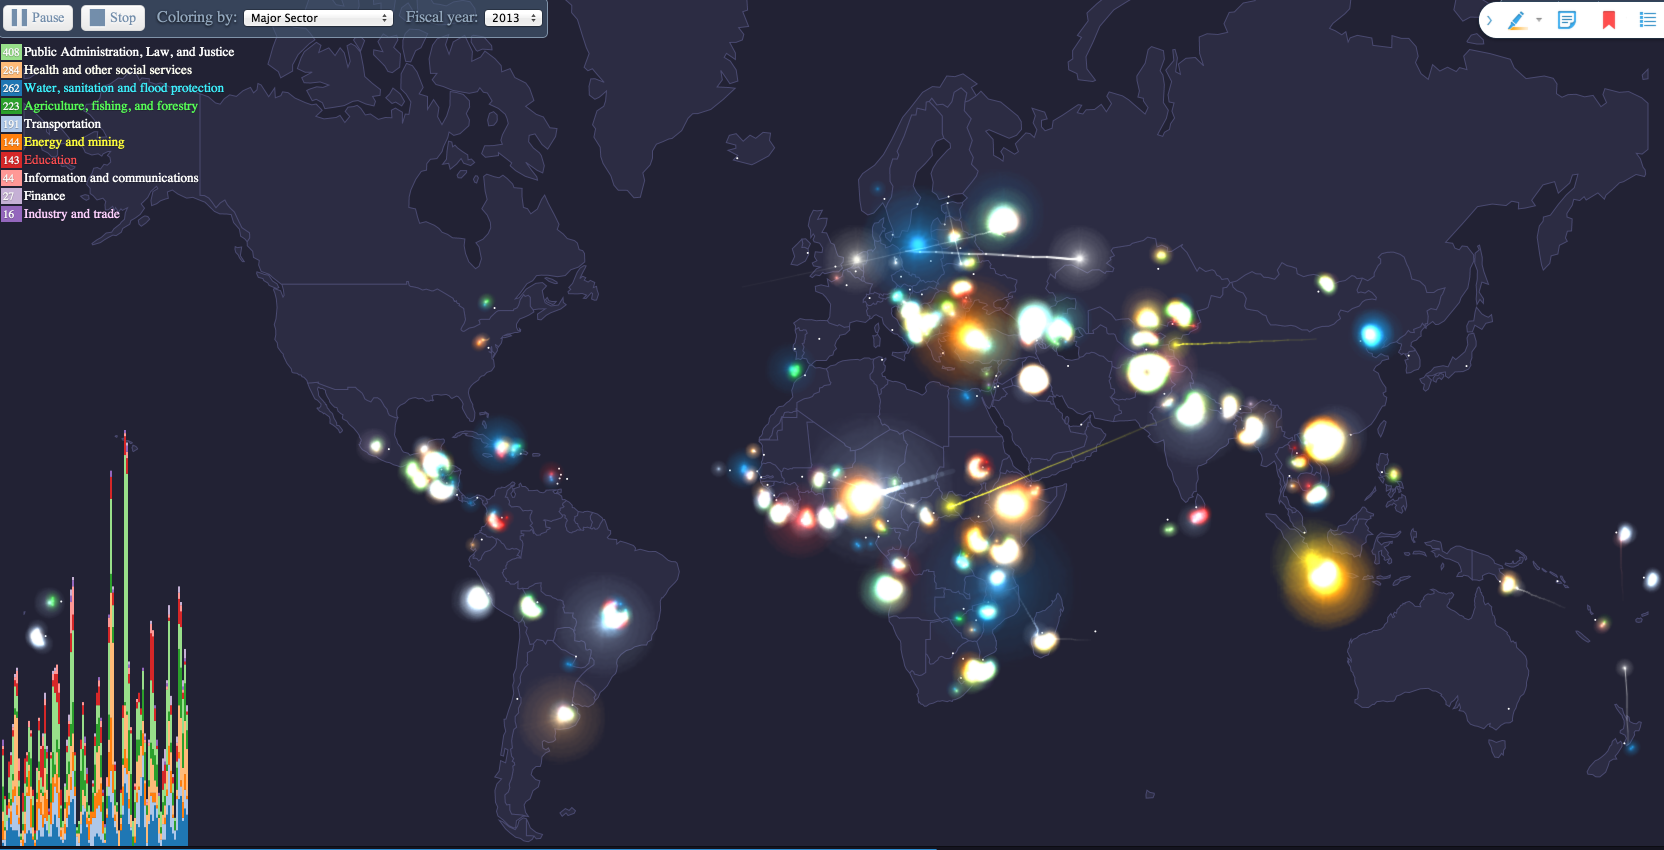 Pause Stop Coloring by: Major Sector Fiscal year: 2013
408 Public Administration, Law, and Justice
284 Health and other social services
262 Water, sanitation and flood protection
223 Agriculture, fishing, and forestry
191 Transportation
144 Energy and mining
143 Education
44 Information and communications
27 Finance
16 Industry and trade